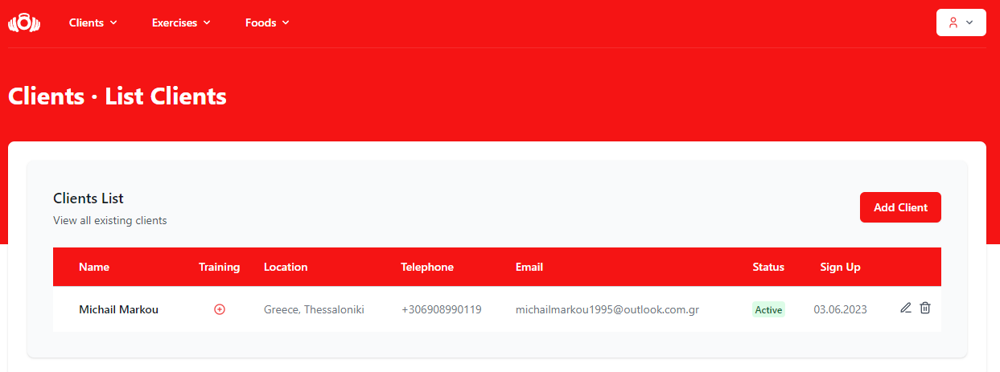 Clients Exercises Foods
Clients · List Clients
Clients List
View all existing clients
Add Client
Name Training Location Telephone Email Status Sign Up
Michail Markou Greece, Thessaloniki +306908990119 michailmarkou1995@outlook.com.gr Active 03.06.2023